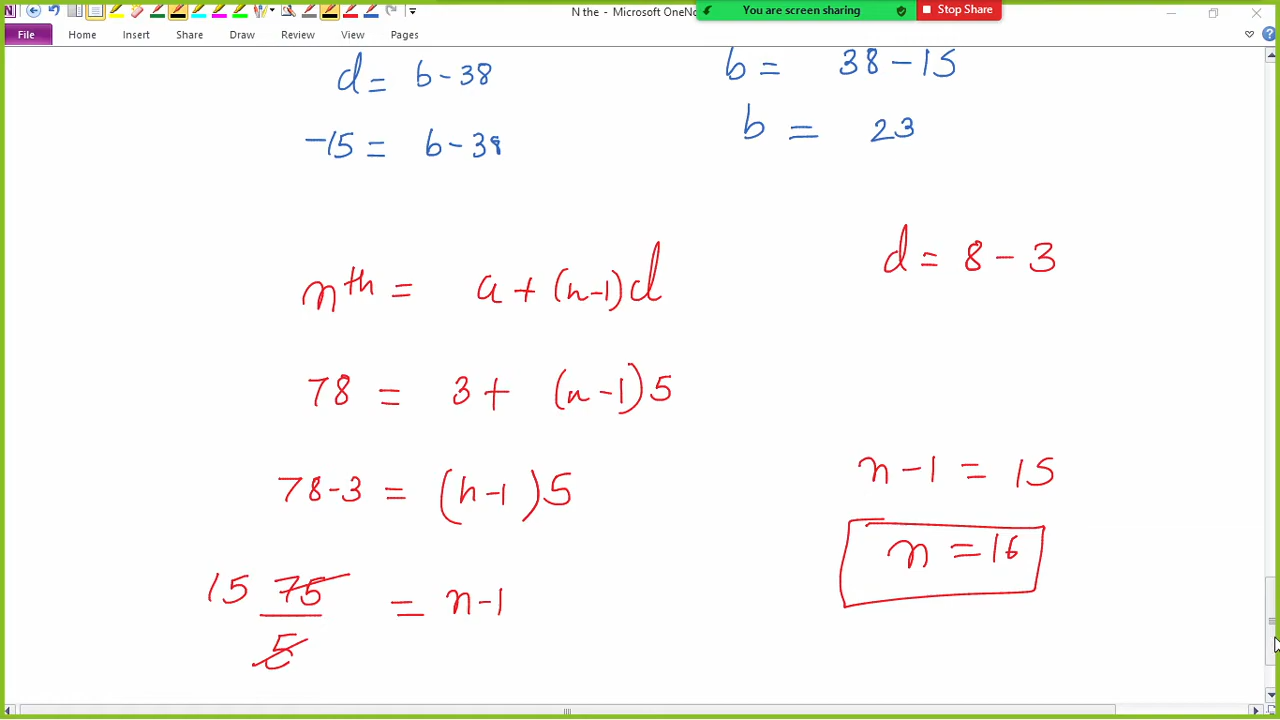 N the - Microsoft OneNo
You are screen sharing
Stop Share
File Home Insert Share Draw Review View Pages
d = b - 38
-15 = b - 38
b = 38 - 15
b = 23
d = 8 - 3
nth = a + (n-1)d
78 = 3 + (n-1)5
78-3 = (n-1)5
15 75/5 = n-1
n-1 = 15
n = 16